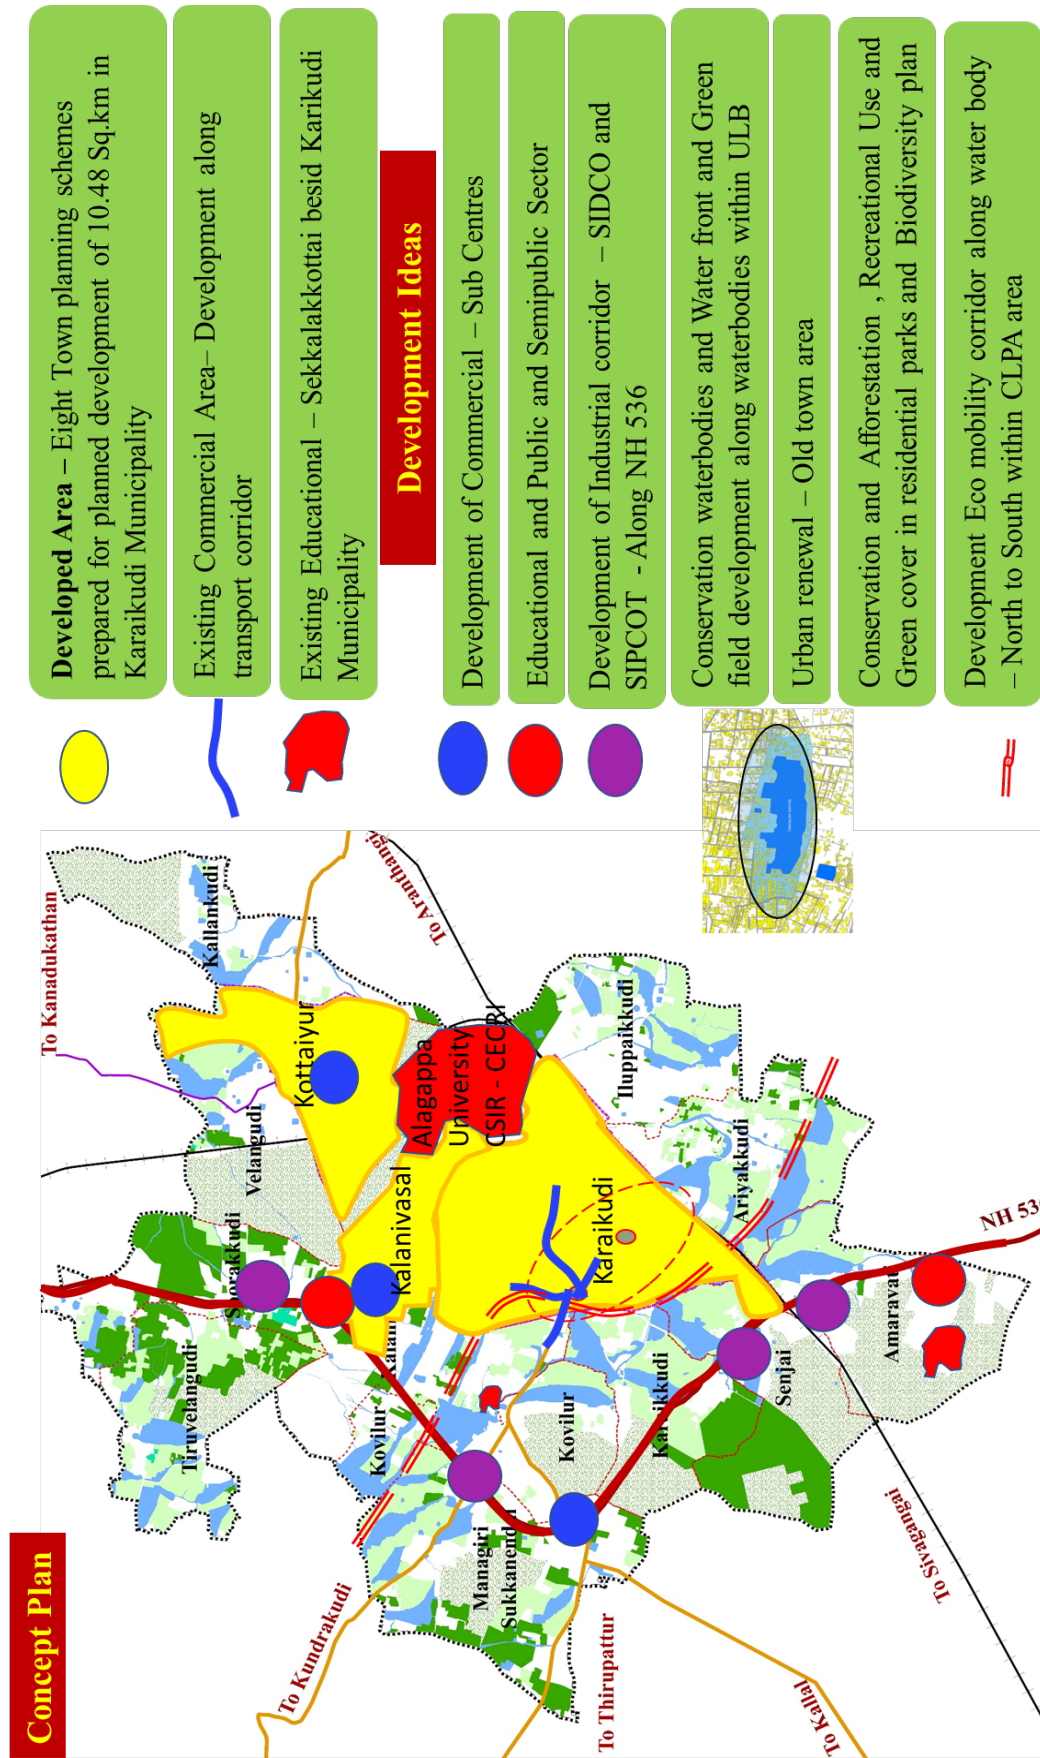 Concept Plan
To Kanadukathan
Kallankudi
To Aranthangi
Kottaiyur
Velangudi
Soorakkudi
Tiruvelangudi
Alagappa
University
CSIR - CECRI
Kalanivasal
Iluppaikkudi
Kovilur
Karaikudi
Ariyakkudi
Kovilur
Managiri
Sukkanendal
To Kundrakudi
Senjai
Amaravati
NH 536
To Thirupattur
To Kallal
To Sivagangai
Developed Area – Eight Town planning schemes
prepared for planned development of 10.48 Sq.km in
Karaikudi Municipality
Existing Commercial Area– Development along
transport corridor
Existing Educational – Sekkalakkottai besid Karikudi
Municipality
Development Ideas
Development of Commercial – Sub Centres
Educational and Public and Semipublic Sector
Development of Industrial corridor – SIDCO and
SIPCOT - Along NH 536
Conservation waterbodies and Water front and Green
field development along waterbodies within ULB
Urban renewal – Old town area
Conservation and Afforestation , Recreational Use and
Green cover in residential parks and Biodiversity plan
Development Eco mobility corridor along water body
– North to South within CLPA area